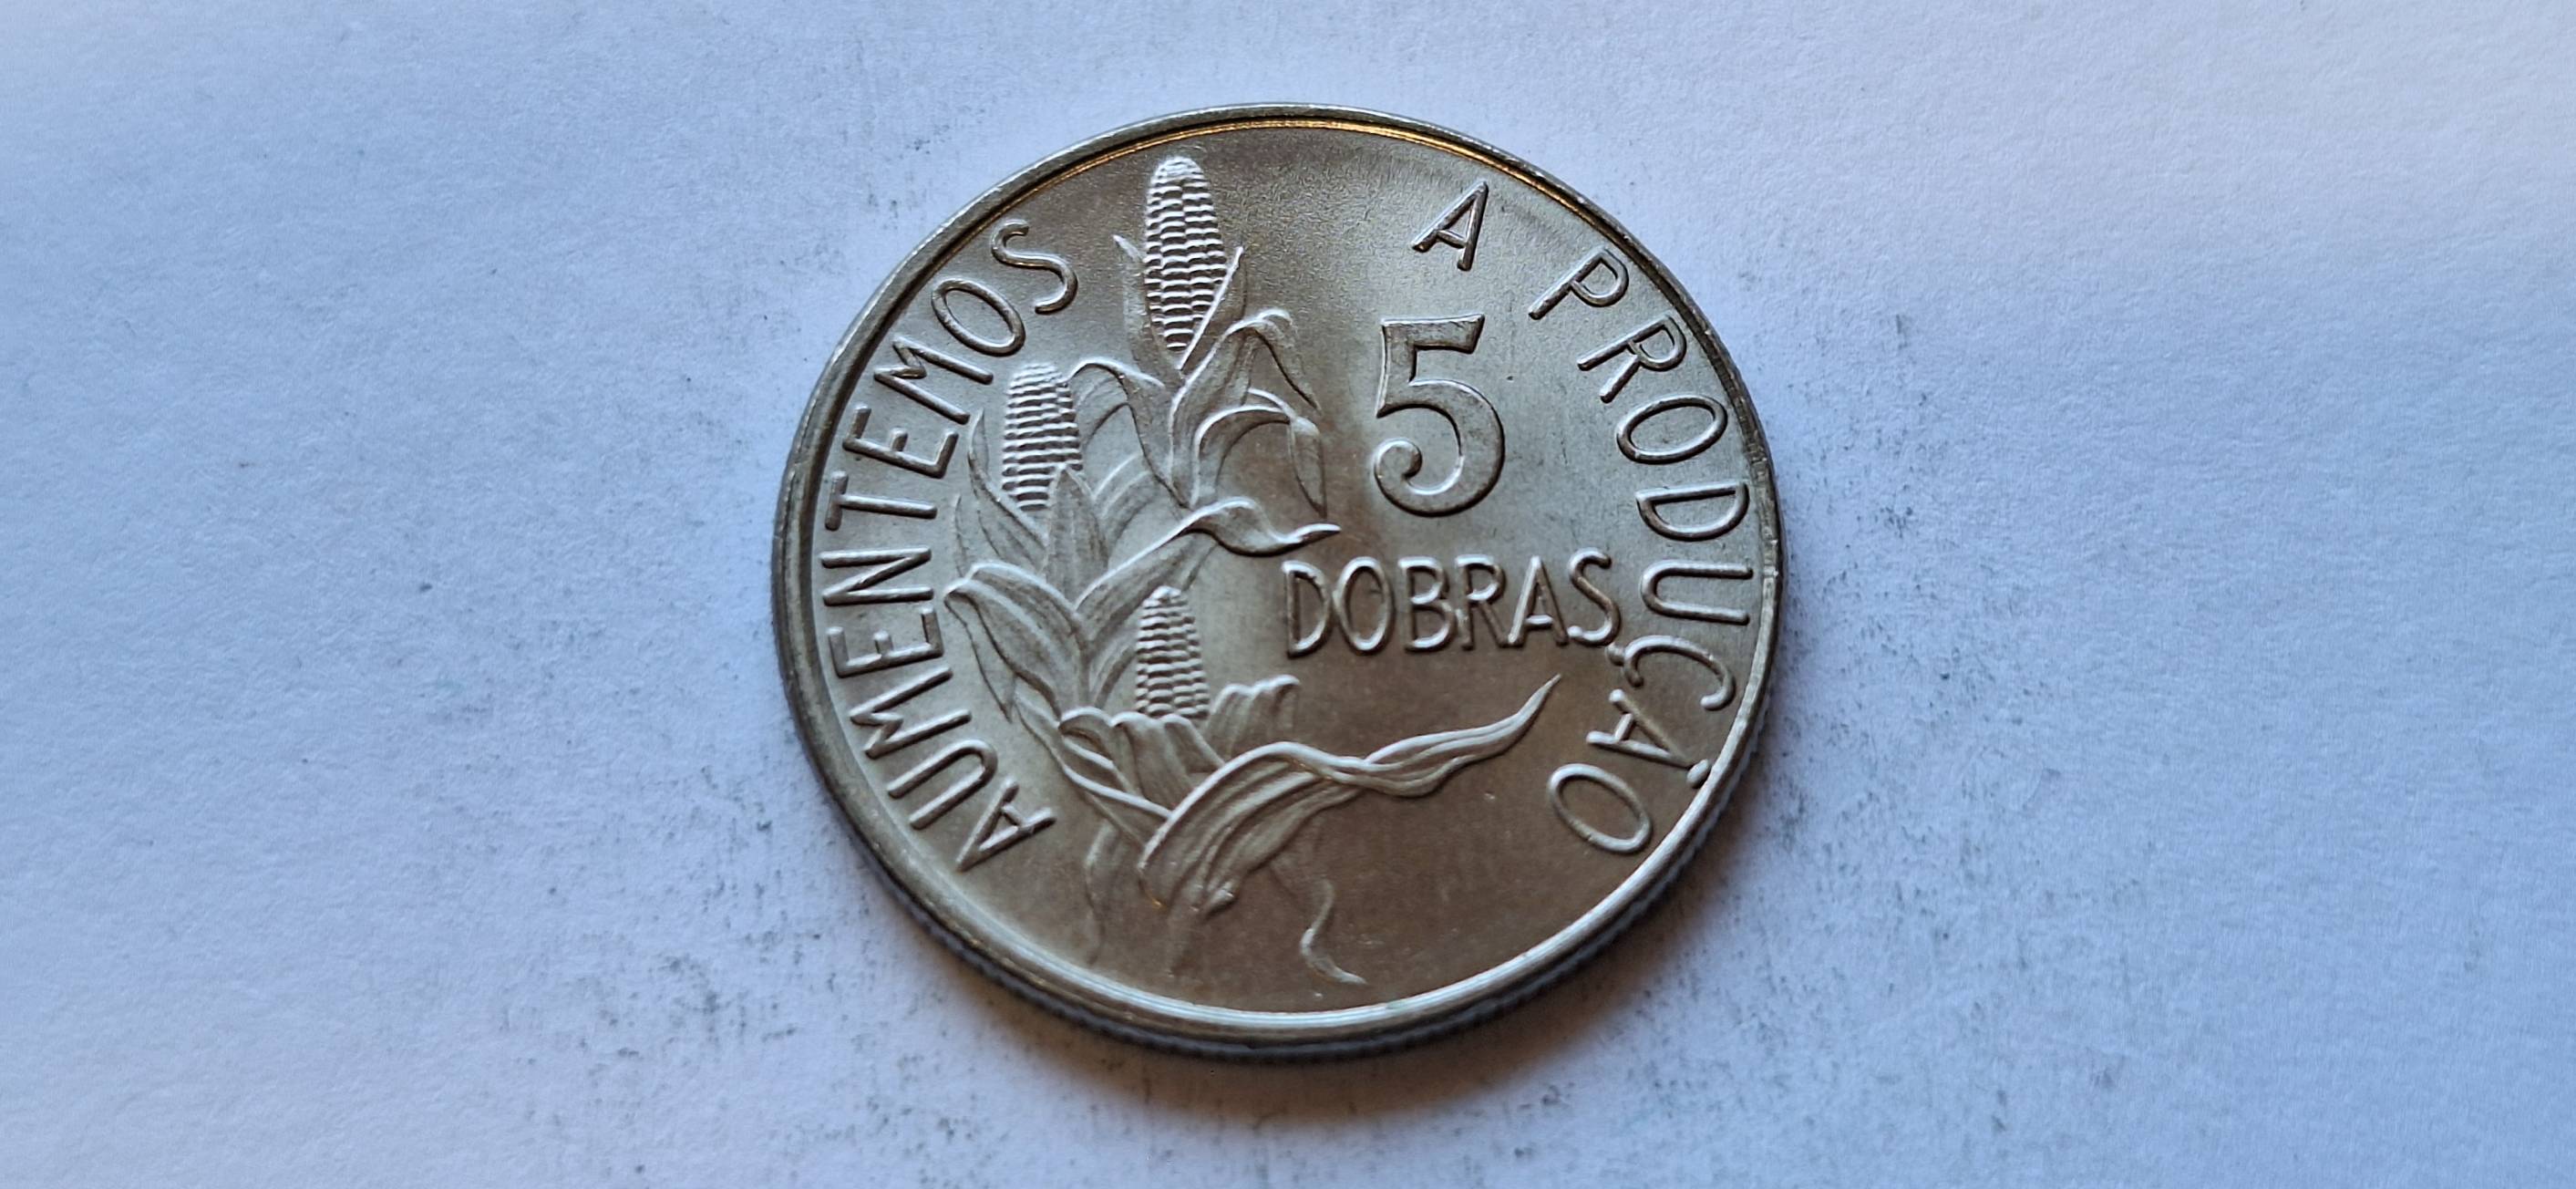 AUMENTEMOS A PRODUÇÃO
5
DOBRAS